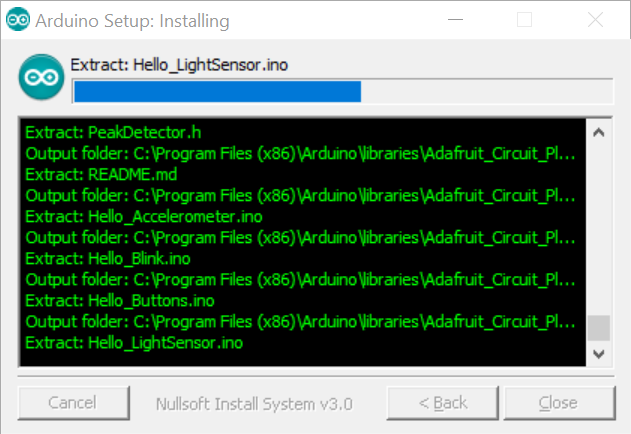 Arduino Setup: Installing
Extract: Hello_LightSensor.ino
Extract: PeakDetector.h
Output folder: C:\Program Files (x86)\Arduino\libraries\Adafruit_Circuit_Pl...
Extract: README.md
Output folder: C:\Program Files (x86)\Arduino\libraries\Adafruit_Circuit_Pl...
Extract: Hello_Accelerometer.ino
Output folder: C:\Program Files (x86)\Arduino\libraries\Adafruit_Circuit_Pl...
Extract: Hello_Blink.ino
Output folder: C:\Program Files (x86)\Arduino\libraries\Adafruit_Circuit_Pl...
Extract: Hello_Buttons.ino
Output folder: C:\Program Files (x86)\Arduino\libraries\Adafruit_Circuit_Pl...
Extract: Hello_LightSensor.ino
Cancel Nullsoft Install System v3.0 < Back Close